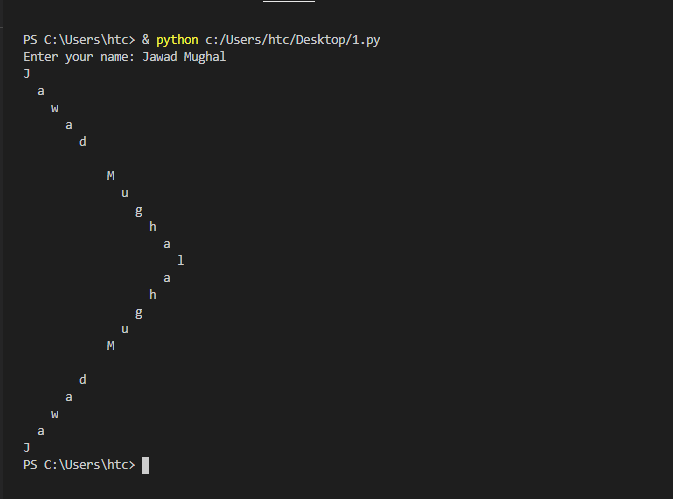 PS C:\Users\htc> & python c:/Users/htc/Desktop/1.py
Enter your name: Jawad Mughal
J
  a
    w
      a
        d

            M
              u
                g
                  h
                    a
                      l
                    a
                  h
                g
              u
            M

        d
      a
    w
  a
J
PS C:\Users\htc>